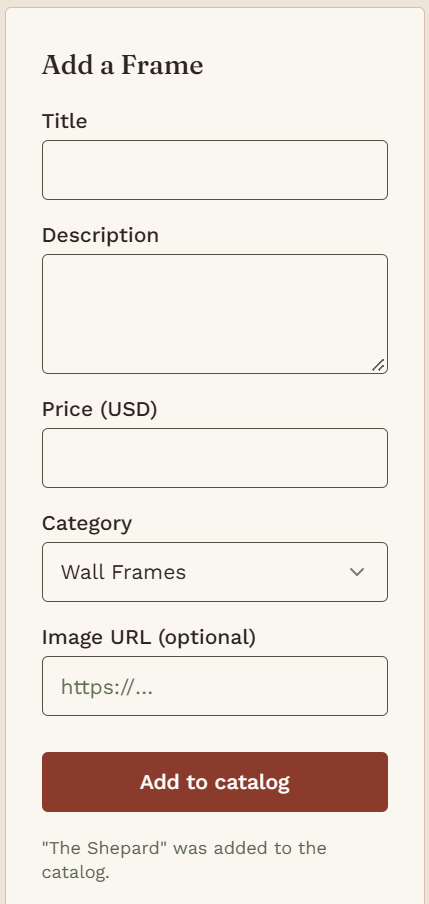 Add a Frame
Title
Description
Price (USD)
Category
Wall Frames
Image URL (optional)
https://...
Add to catalog
"The Shepard" was added to the
catalog.